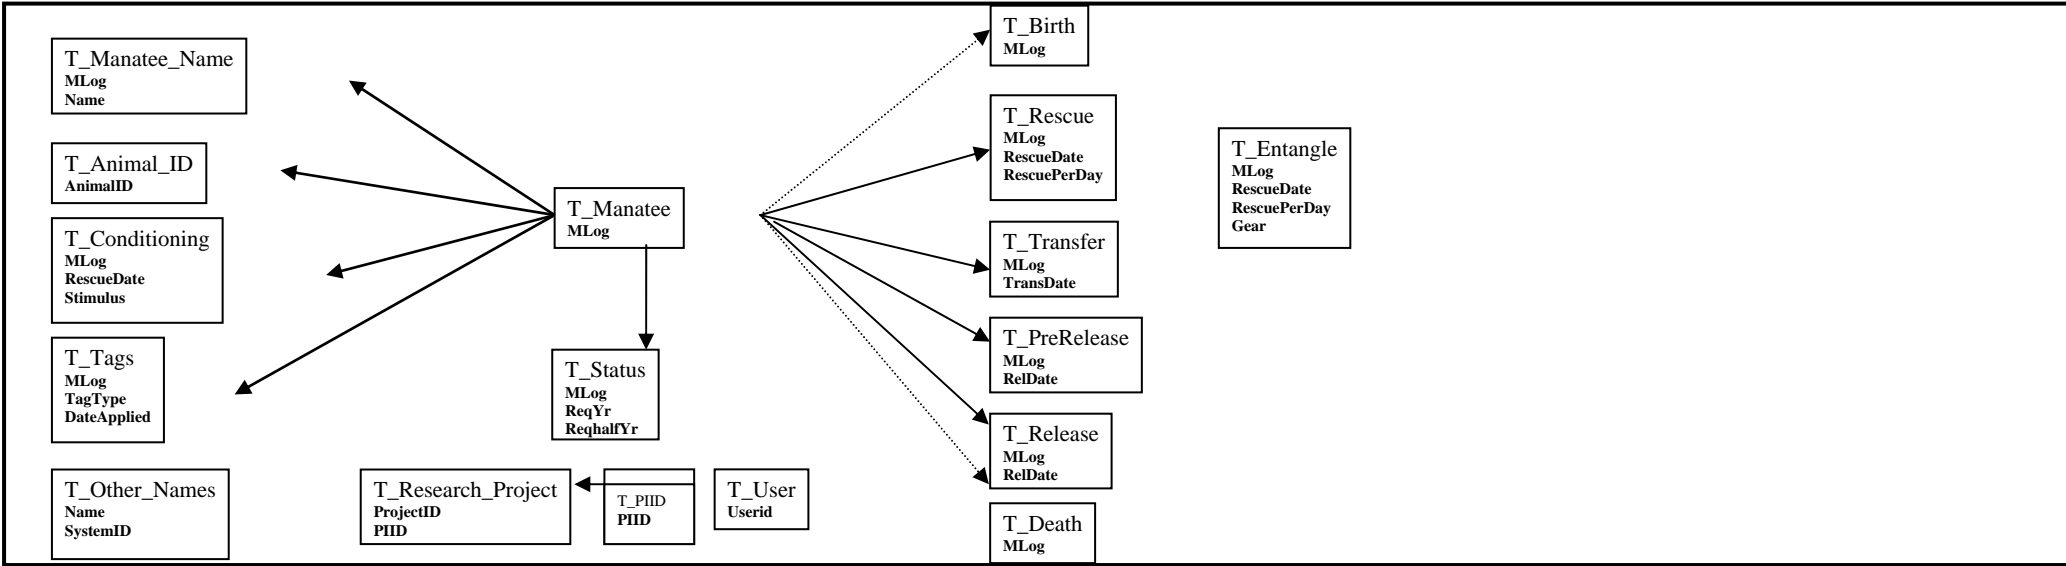 T_Manatee_Name
MLog
Name
T_Animal_ID
AnimalID
T_Conditioning
MLog
RescueDate
Stimulus
T_Tags
MLog
TagType
DateApplied
T_Other_Names
Name
SystemID
T_Manatee
MLog
T_Status
MLog
ReqYr
ReqhalfYr
T_Research_Project
ProjectID
PIID
T_PIID
PIID
T_User
Userid
T_Birth
MLog
T_Rescue
MLog
RescueDate
RescuPerDay
T_Transfer
MLog
TransDate
T_PreRelease
MLog
RelDate
T_Release
MLog
RelDate
T_Death
MLog
T_Entangle
MLog
RescueDate
RescuPerDay
Gear